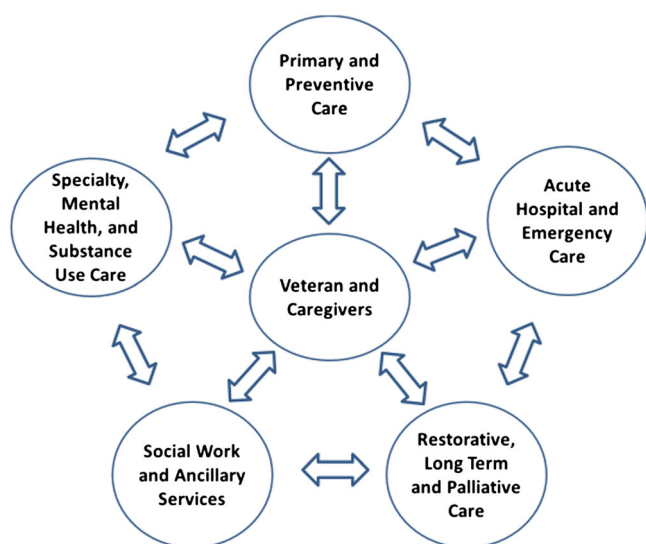 Primary and
Preventive
Care
Specialty,
Mental
Health, and
Substance
Use Care
Acute
Hospital and
Emergency
Care
Veteran and
Caregivers
Social Work
and Ancillary
Services
Restorative,
Long Term
and Palliative
Care